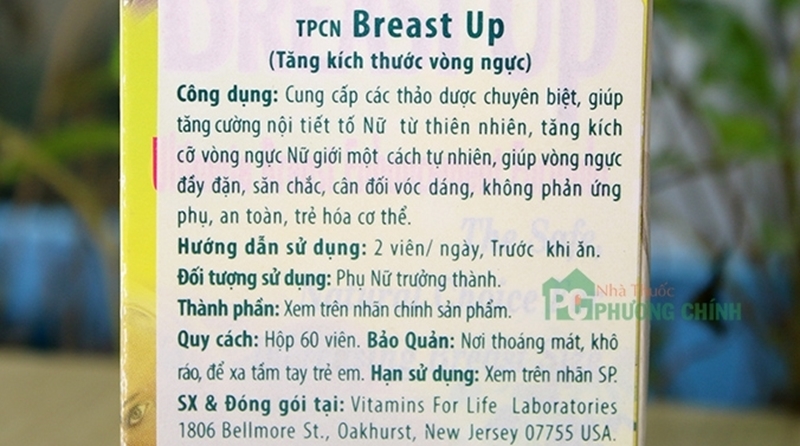 TPCN Breast Up
(Tăng kích thước vòng ngực)
Công dụng: Cung cấp các thảo dược chuyên biệt, giúp
tăng cường nội tiết tố Nữ từ thiên nhiên, tăng kích
cỡ vòng ngực Nữ giới một cách tự nhiên, giúp vòng ngực
đầy đặn, săn chắc, cân đối vóc dáng, không phản ứng
phụ, an toàn, trẻ hóa cơ thể.
Hướng dẫn sử dụng: 2 viên/ ngày, Trước khi ăn.
Đối tượng sử dụng: Phụ Nữ trưởng thành.
Thành phần: Xem trên nhãn chính sản phẩm.
Quy cách: Hộp 60 viên. Bảo Quản: Nơi thoáng mát, khô
ráo, để xa tầm tay trẻ em. Hạn sử dụng: Xem trên nhãn SP.
SX & Đóng gói tại: Vitamins For Life Laboratories
1806 Bellmore St., Oakhurst, New Jersey 07755 USA.
The Safe
Natural Choice
PC Nhà Thuốc
PHƯƠNG CHÍNH